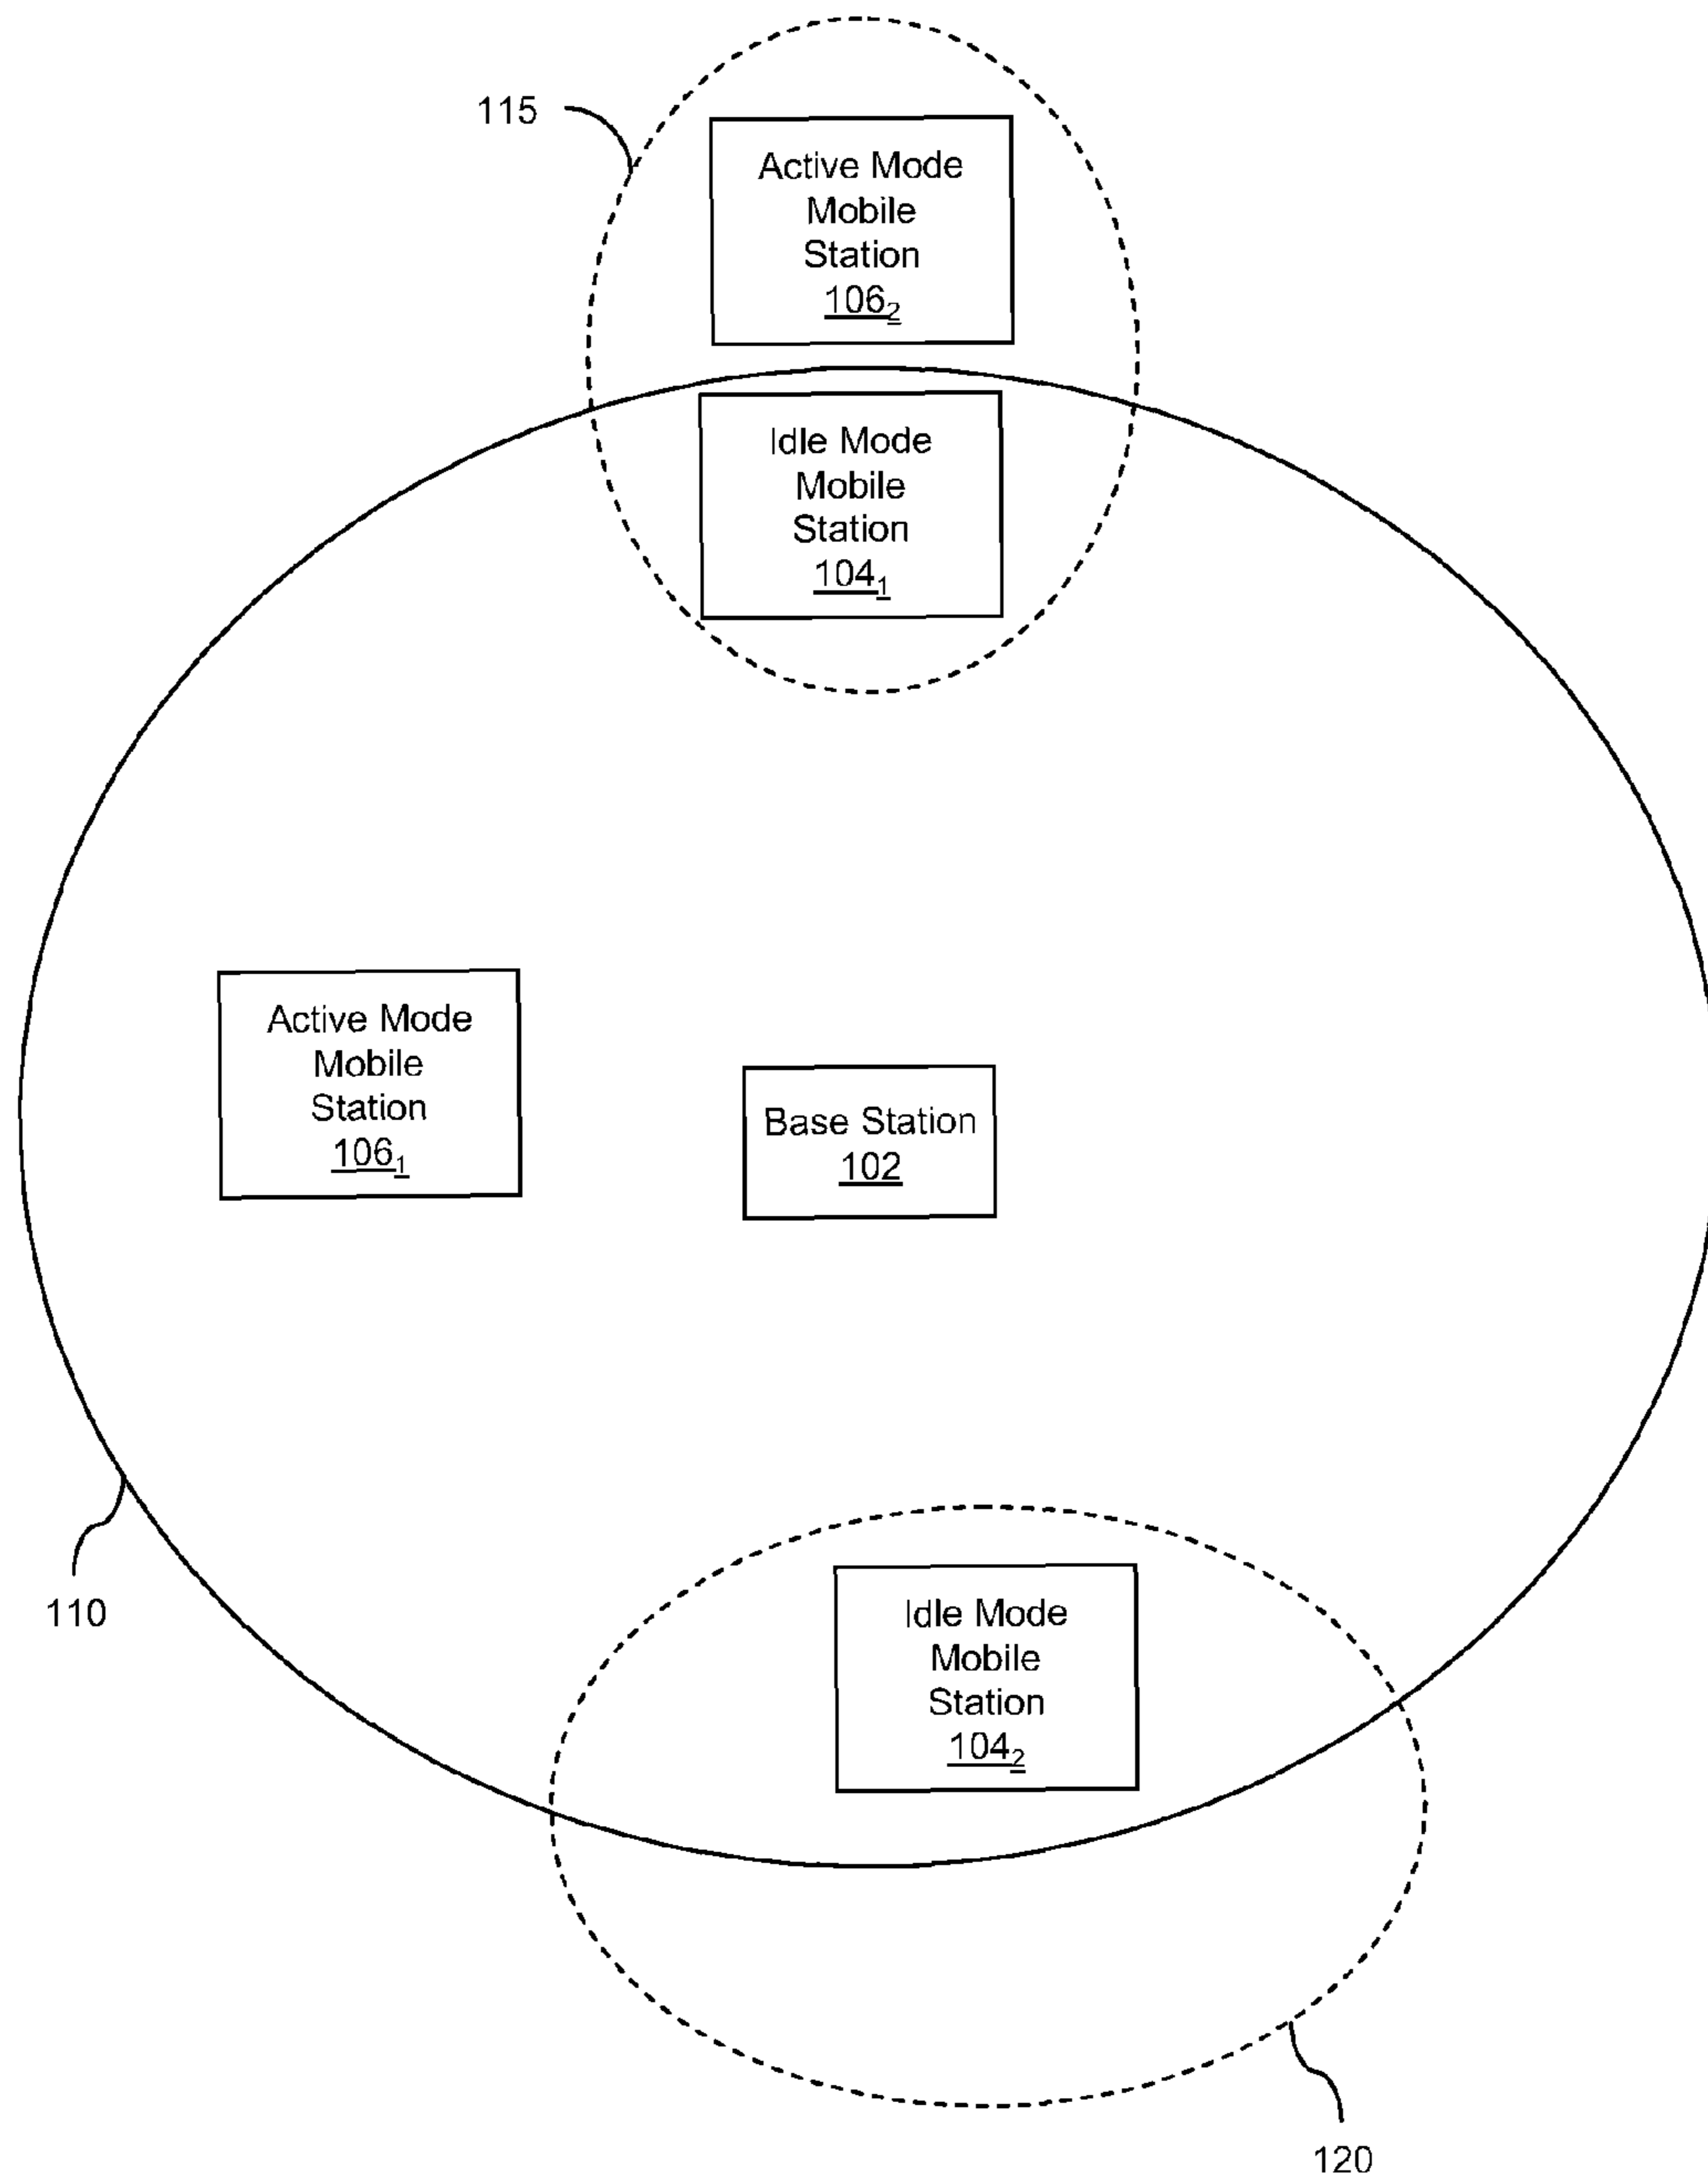 115
Active Mode
Mobile
Station
106₂
Idle Mode
Mobile
Station
104₁
Active Mode
Mobile
Station
106₁
Base Station
102
110
Idle Mode
Mobile
Station
104₂
120